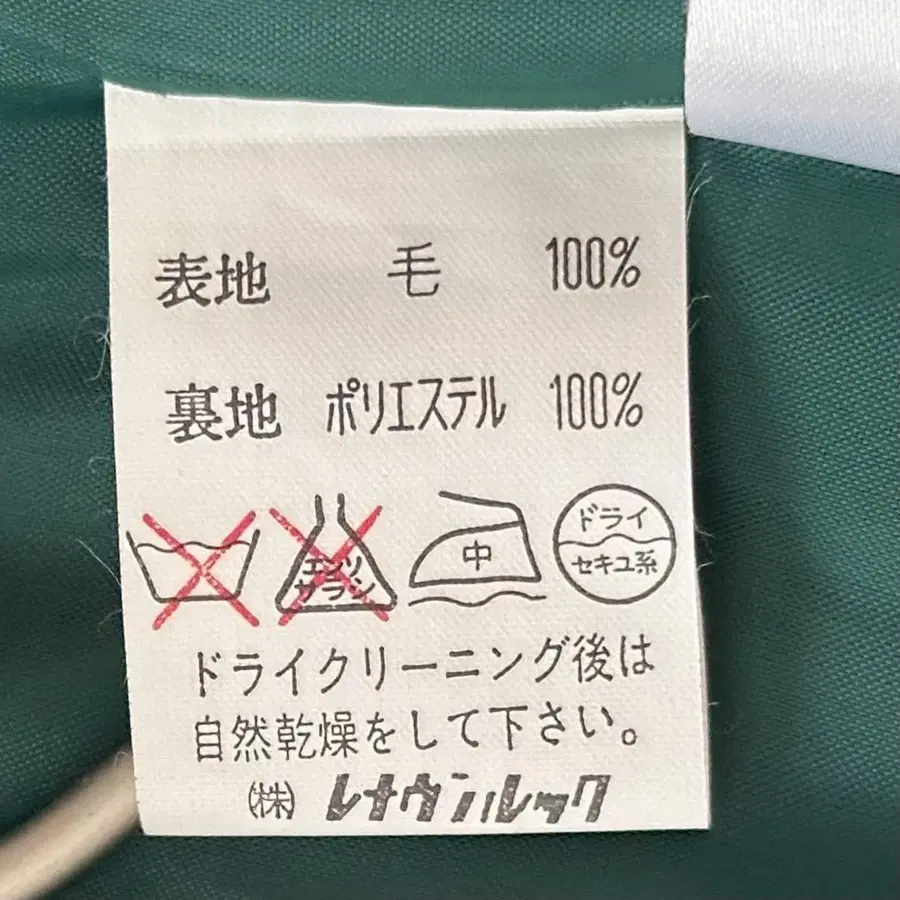 表地 毛 100%
裏地 ポリエステル 100%
エンソ
サラシ
中
ドライ
セキユ系
ドライクリーニング後は
自然乾燥をして下さい。
㈱ レナウンルック